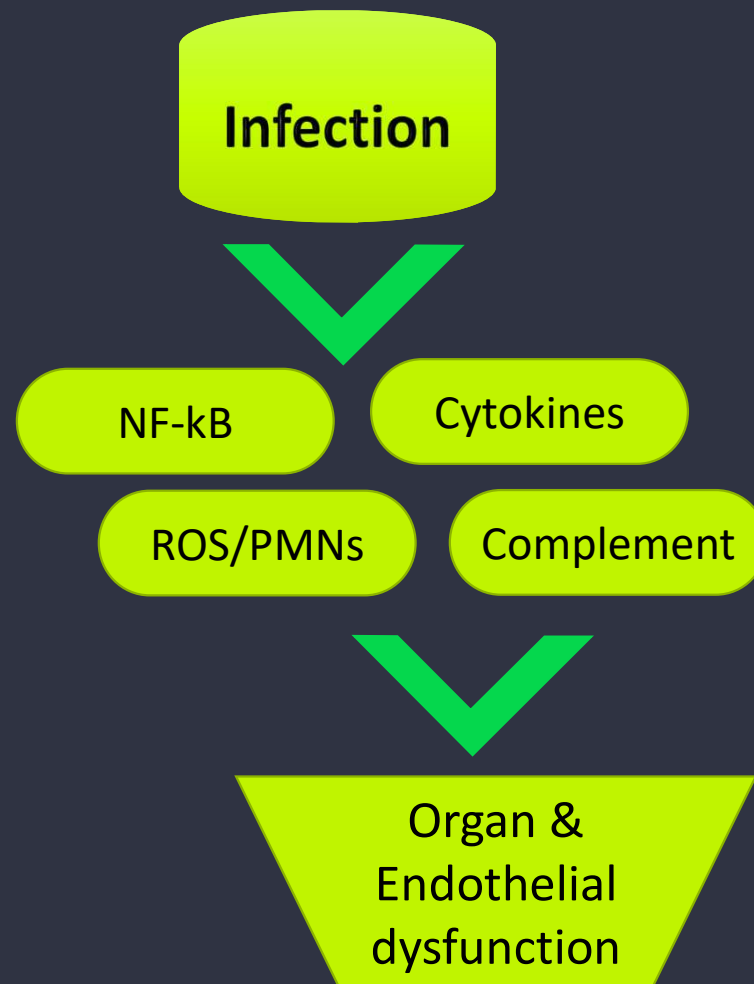 Infection
NF-kB
Cytokines
ROS/PMNs
Complement
Organ &
Endothelial
dysfunction